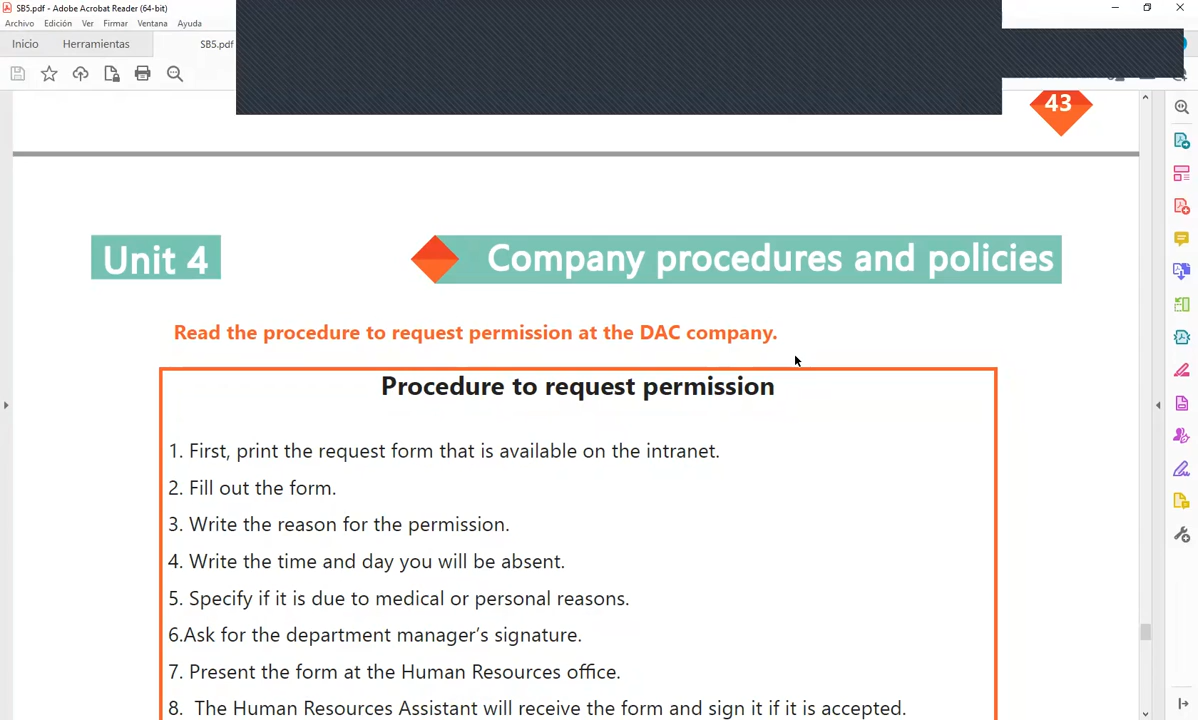 SB5.pdf - Adobe Acrobat Reader (64-bit)
Archivo Edición Ver Firmar Ventana Ayuda
Inicio Herramientas SB5.pdf
43
Unit 4 Company procedures and policies
Read the procedure to request permission at the DAC company.
Procedure to request permission
1. First, print the request form that is available on the intranet.
2. Fill out the form.
3. Write the reason for the permission.
4. Write the time and day you will be absent.
5. Specify if it is due to medical or personal reasons.
6.Ask for the department manager's signature.
7. Present the form at the Human Resources office.
8. The Human Resources Assistant will receive the form and sign it if it is accepted.